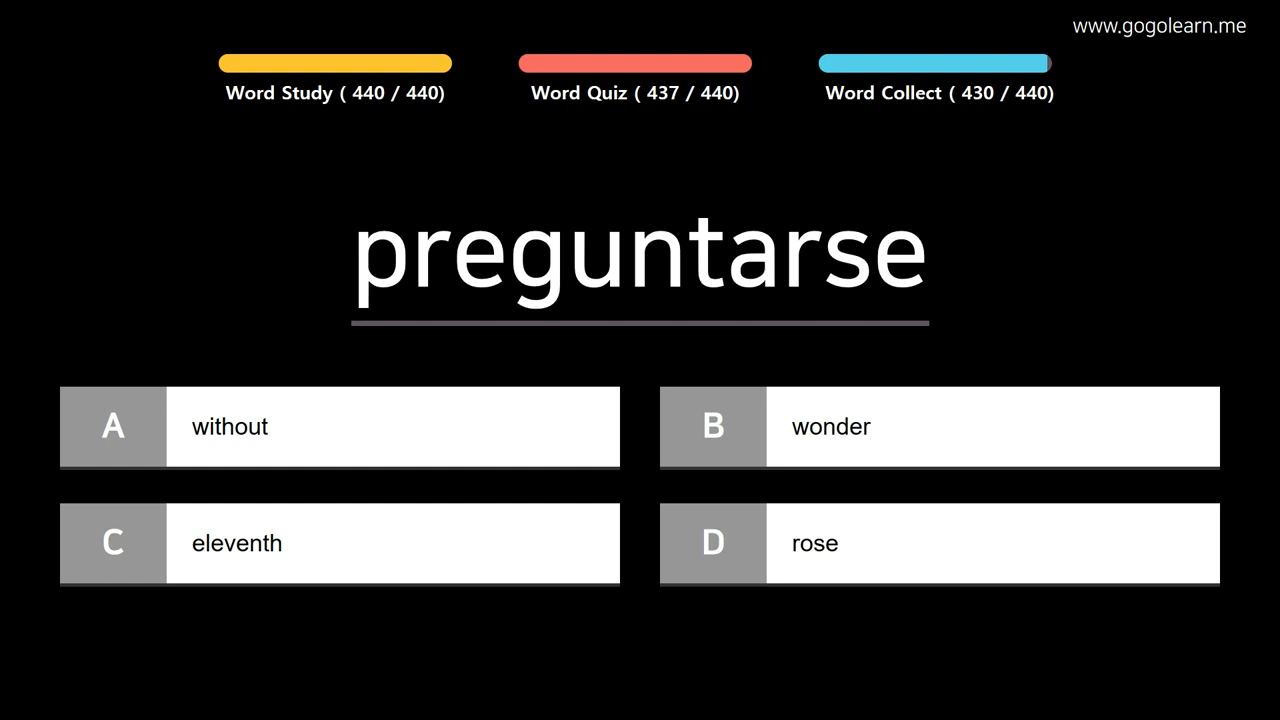 www.gogolearn.me
Word Study ( 440 / 440)
Word Quiz ( 437 / 440)
Word Collect ( 430 / 440)
preguntarse
A
without
B
wonder
C
eleventh
D
rose